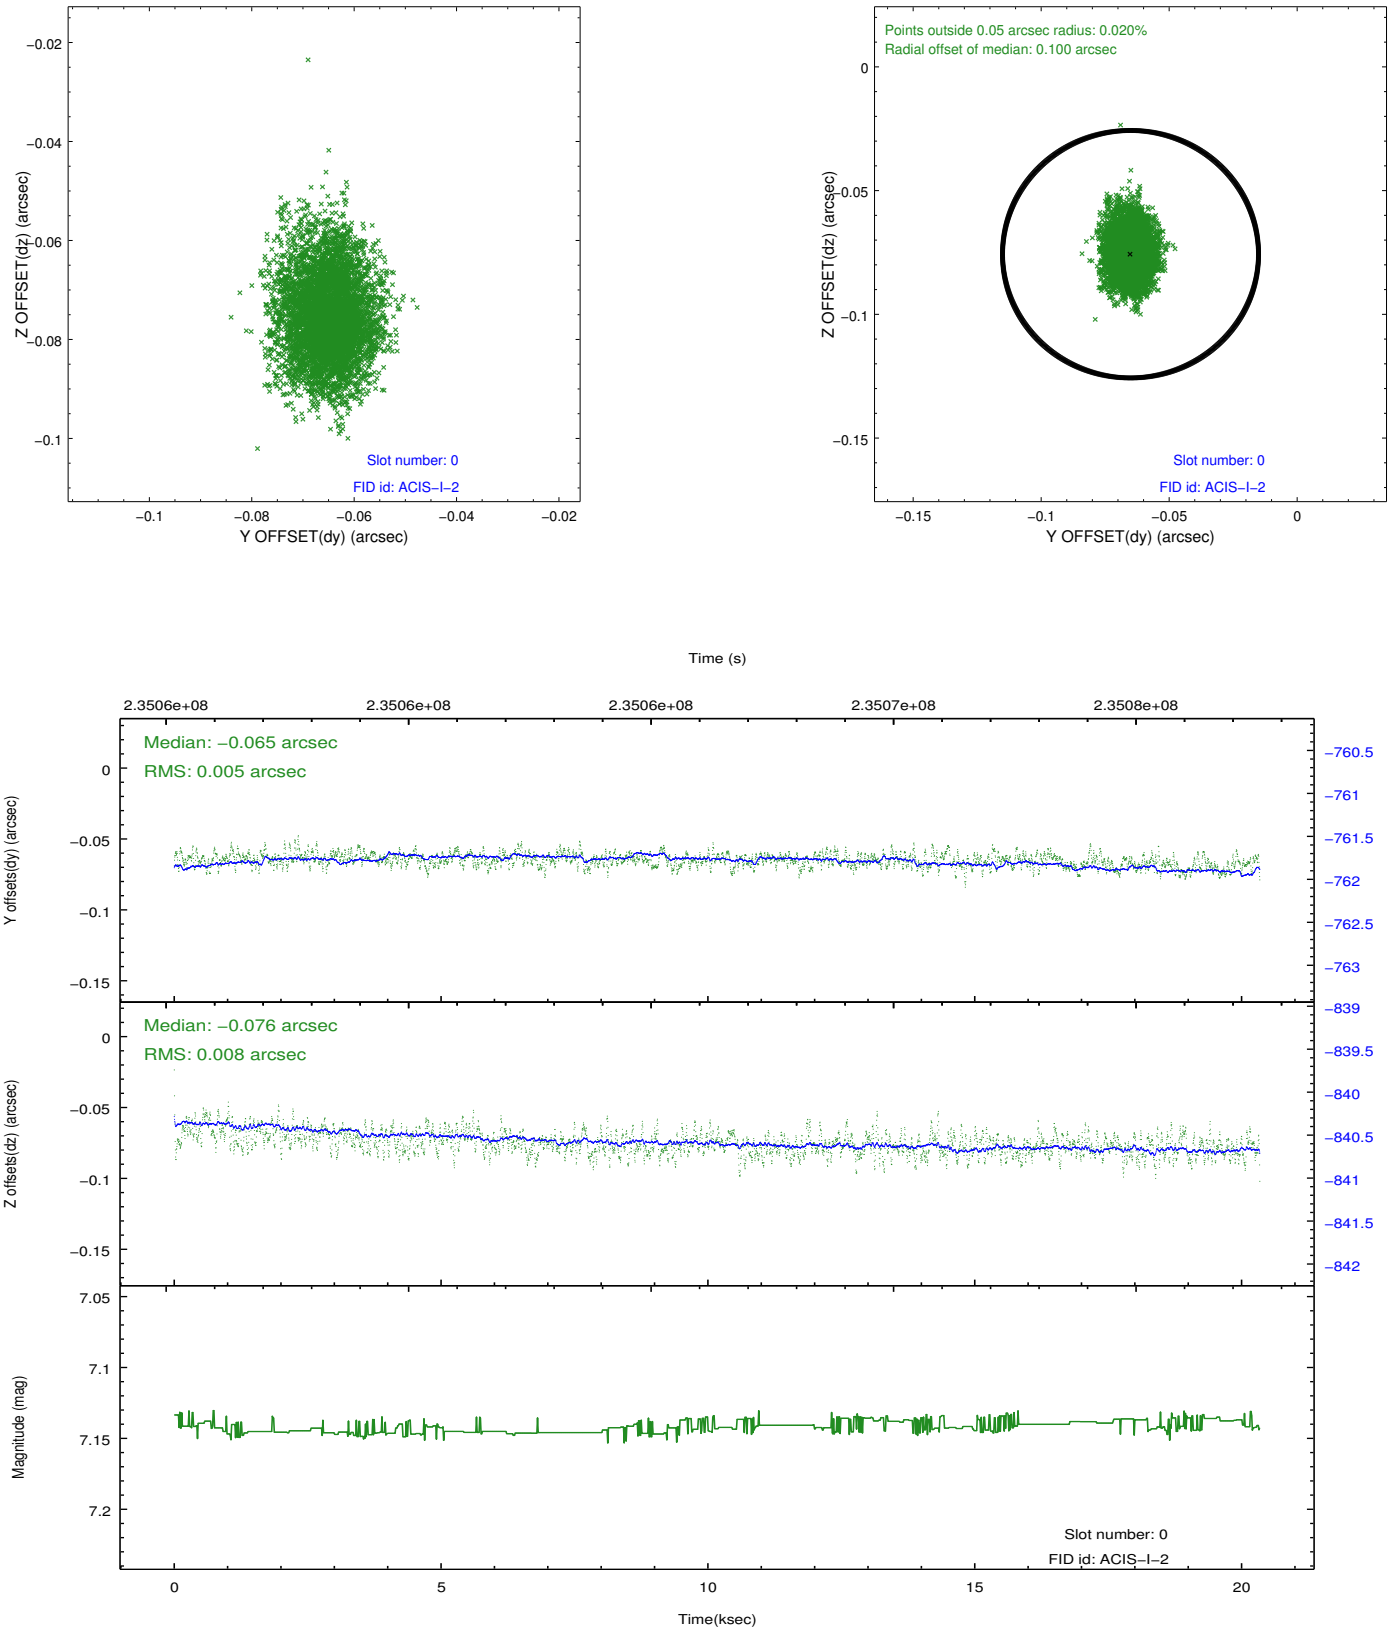 −0.02
−0.04
−0.06
−0.08
−0.1
Z OFFSET(dz) (arcsec)
Slot number: 0
FID id: ACIS−I−2
−0.1
−0.08
−0.06
−0.04
−0.02
Y OFFSET(dy) (arcsec)
Points outside 0.05 arcsec radius: 0.020%
Radial offset of median: 0.100 arcsec
0
−0.05
−0.1
−0.15
Z OFFSET(dz) (arcsec)
Slot number: 0
FID id: ACIS−I−2
−0.15
−0.1
−0.05
0
Y OFFSET(dy) (arcsec)
Time (s)
2.3506e+08
2.3506e+08
2.3506e+08
2.3507e+08
2.3508e+08
Median: −0.065 arcsec
RMS: 0.005 arcsec
0
−0.05
−0.1
−0.15
Y offsets(dy) (arcsec)
−760.5
−761
−761.5
−762
−762.5
−763
Median: −0.076 arcsec
RMS: 0.008 arcsec
0
−0.05
−0.1
−0.15
Z offsets(dz) (arcsec)
−839
−839.5
−840
−840.5
−841
−841.5
−842
7.05
7.1
7.15
7.2
Magnitude (mag)
Slot number: 0
FID id: ACIS−I−2
0
5
10
15
20
Time(ksec)